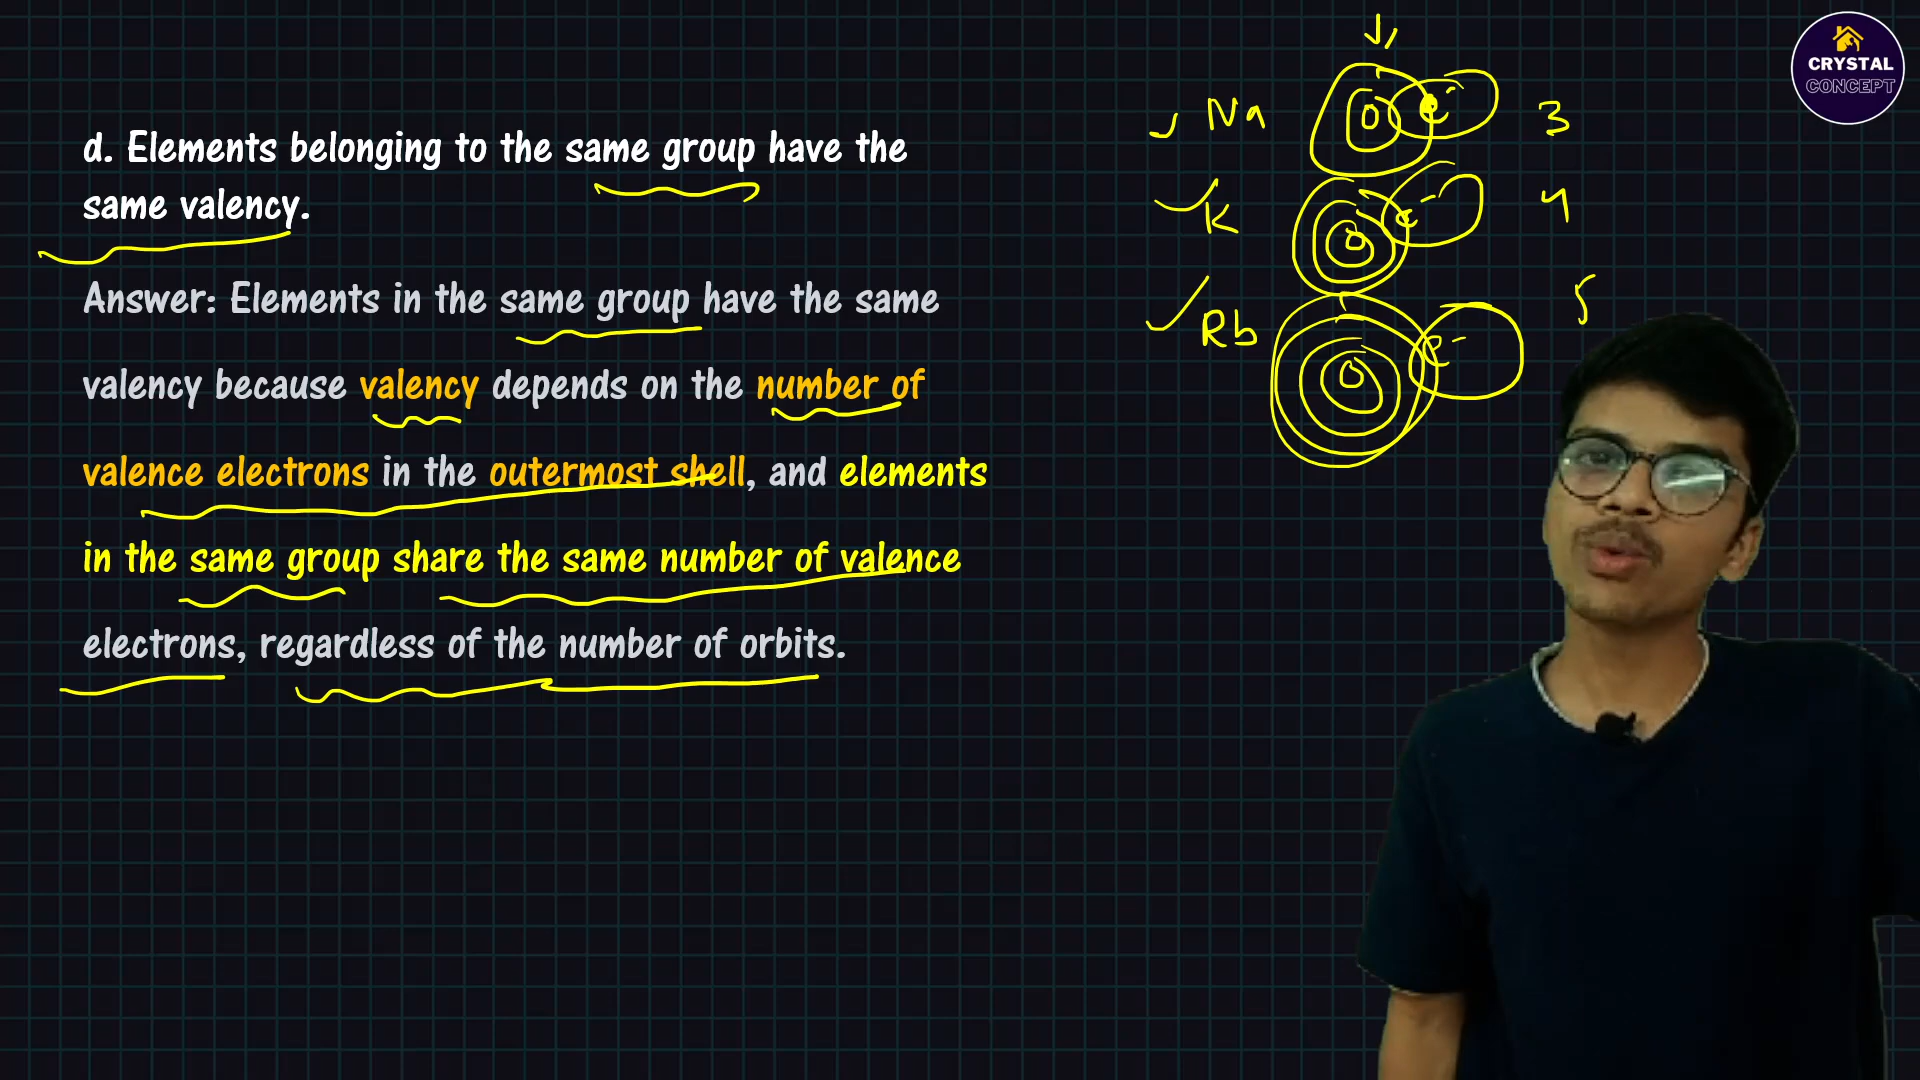 d. Elements belonging to the same group have the
same valency.
Answer: Elements in the same group have the same
valency because valency depends on the number of
valence electrons in the outermost shell, and elements
in the same group share the same number of valence
electrons, regardless of the number of orbits.
Na e- 3
K e- 4
Rb e- 5
CRYSTAL
CONCEPT